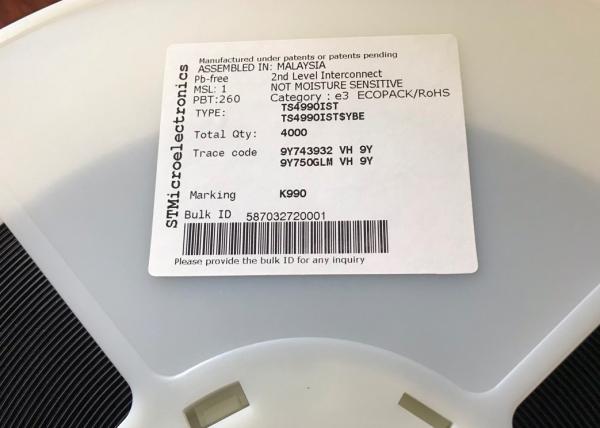 STMicroelectronics
Manufactured under patents or patents pending
ASSEMBLED IN: MALAYSIA
Pb-free 2nd Level Interconnect
MSL: 1 NOT MOISTURE SENSITIVE
PBT:260 Category : e3 ECOPACK/RoHS
TYPE: TS4990IST
TS4990IST$YBE
Total Qty: 4000
Trace code 9Y743932 VH 9Y
9Y750GLM VH 9Y
Marking K990
Bulk ID 587032720001
Please provide the bulk ID for any inquiry